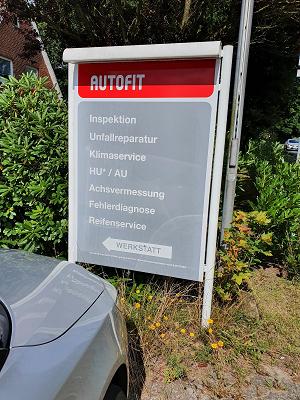 AUTOFIT
Inspektion
Unfallreparatur
Klimaservice
HU* / AU
Achsvermessung
Fehlerdiagnose
Reifenservice
WERKSTATT